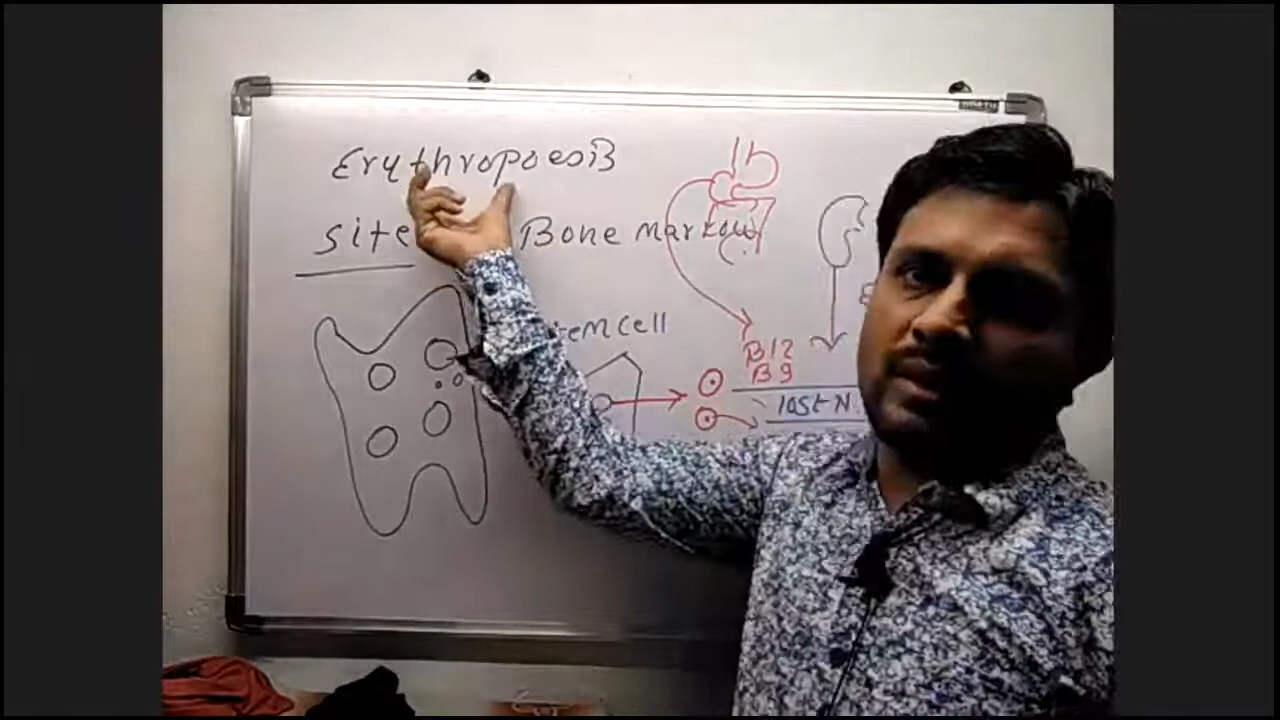 Erythropoesis
site Bone marrow
stem cell
B12
B9
lost N